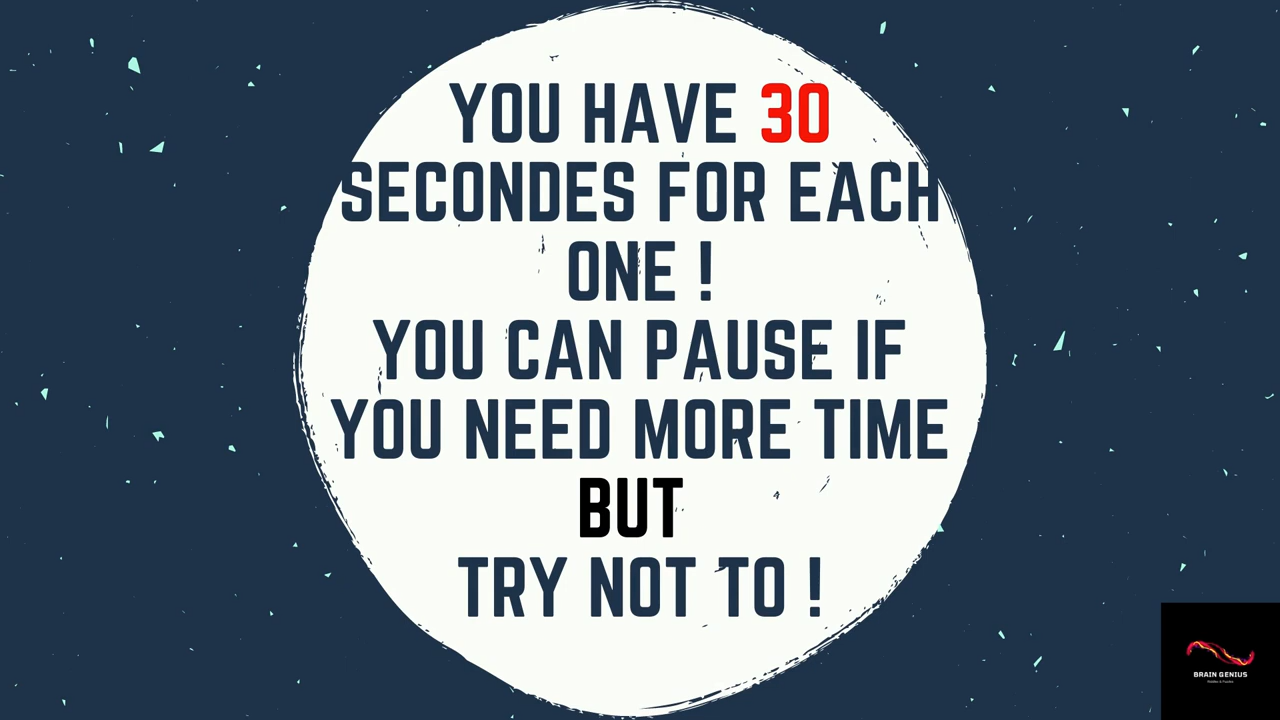 YOU HAVE 30
SECONDES FOR EACH
ONE !
YOU CAN PAUSE IF
YOU NEED MORE TIME
BUT
TRY NOT TO !
BRAIN GENIUS